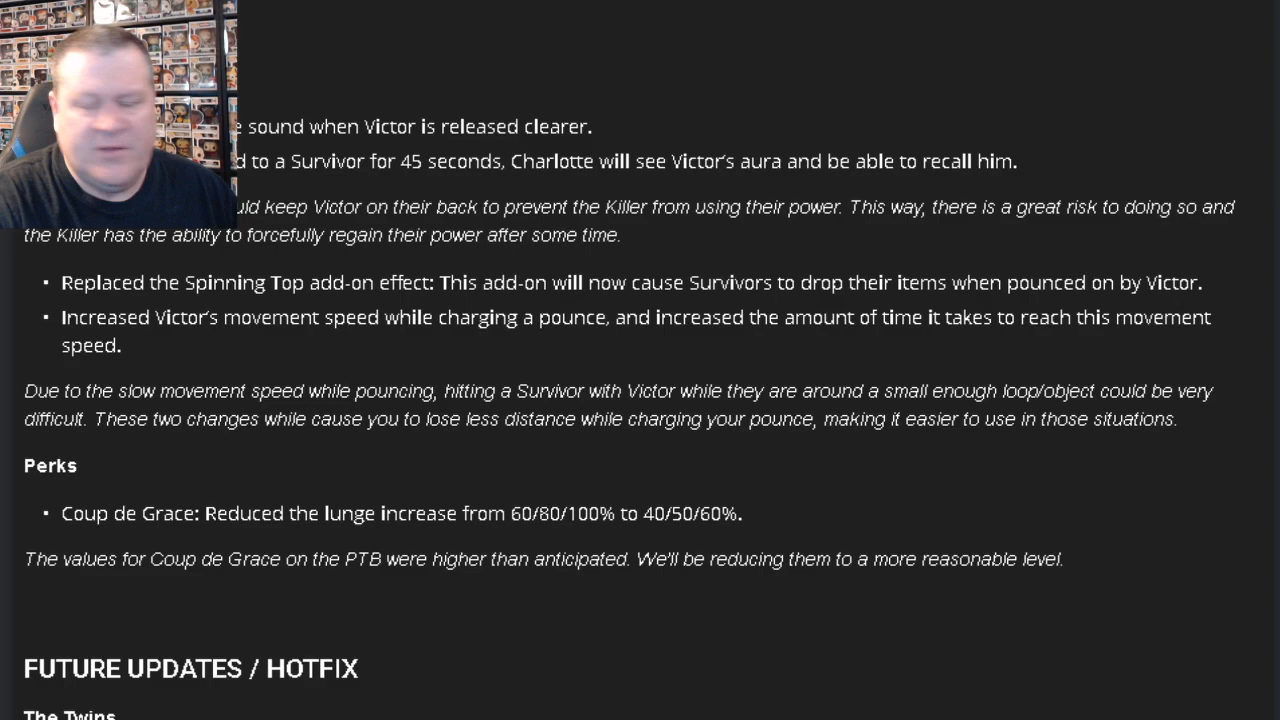 sound when Victor is released clearer.
to a Survivor for 45 seconds, Charlotte will see Victor's aura and be able to recall him.
keep Victor on their back to prevent the Killer from using their power. This way, there is a great risk to doing so and
the Killer has the ability to forcefully regain their power after some time.
• Replaced the Spinning Top add-on effect: This add-on will now cause Survivors to drop their items when pounced on by Victor.
• Increased Victor's movement speed while charging a pounce, and increased the amount of time it takes to reach this movement
speed.
Due to the slow movement speed while pouncing, hitting a Survivor with Victor while they are around a small enough loop/object could be very
difficult. These two changes while cause you to lose less distance while charging your pounce, making it easier to use in those situations.
Perks
• Coup de Grace: Reduced the lunge increase from 60/80/100% to 40/50/60%.
The values for Coup de Grace on the PTB were higher than anticipated. We'll be reducing them to a more reasonable level.
FUTURE UPDATES / HOTFIX
The Twins